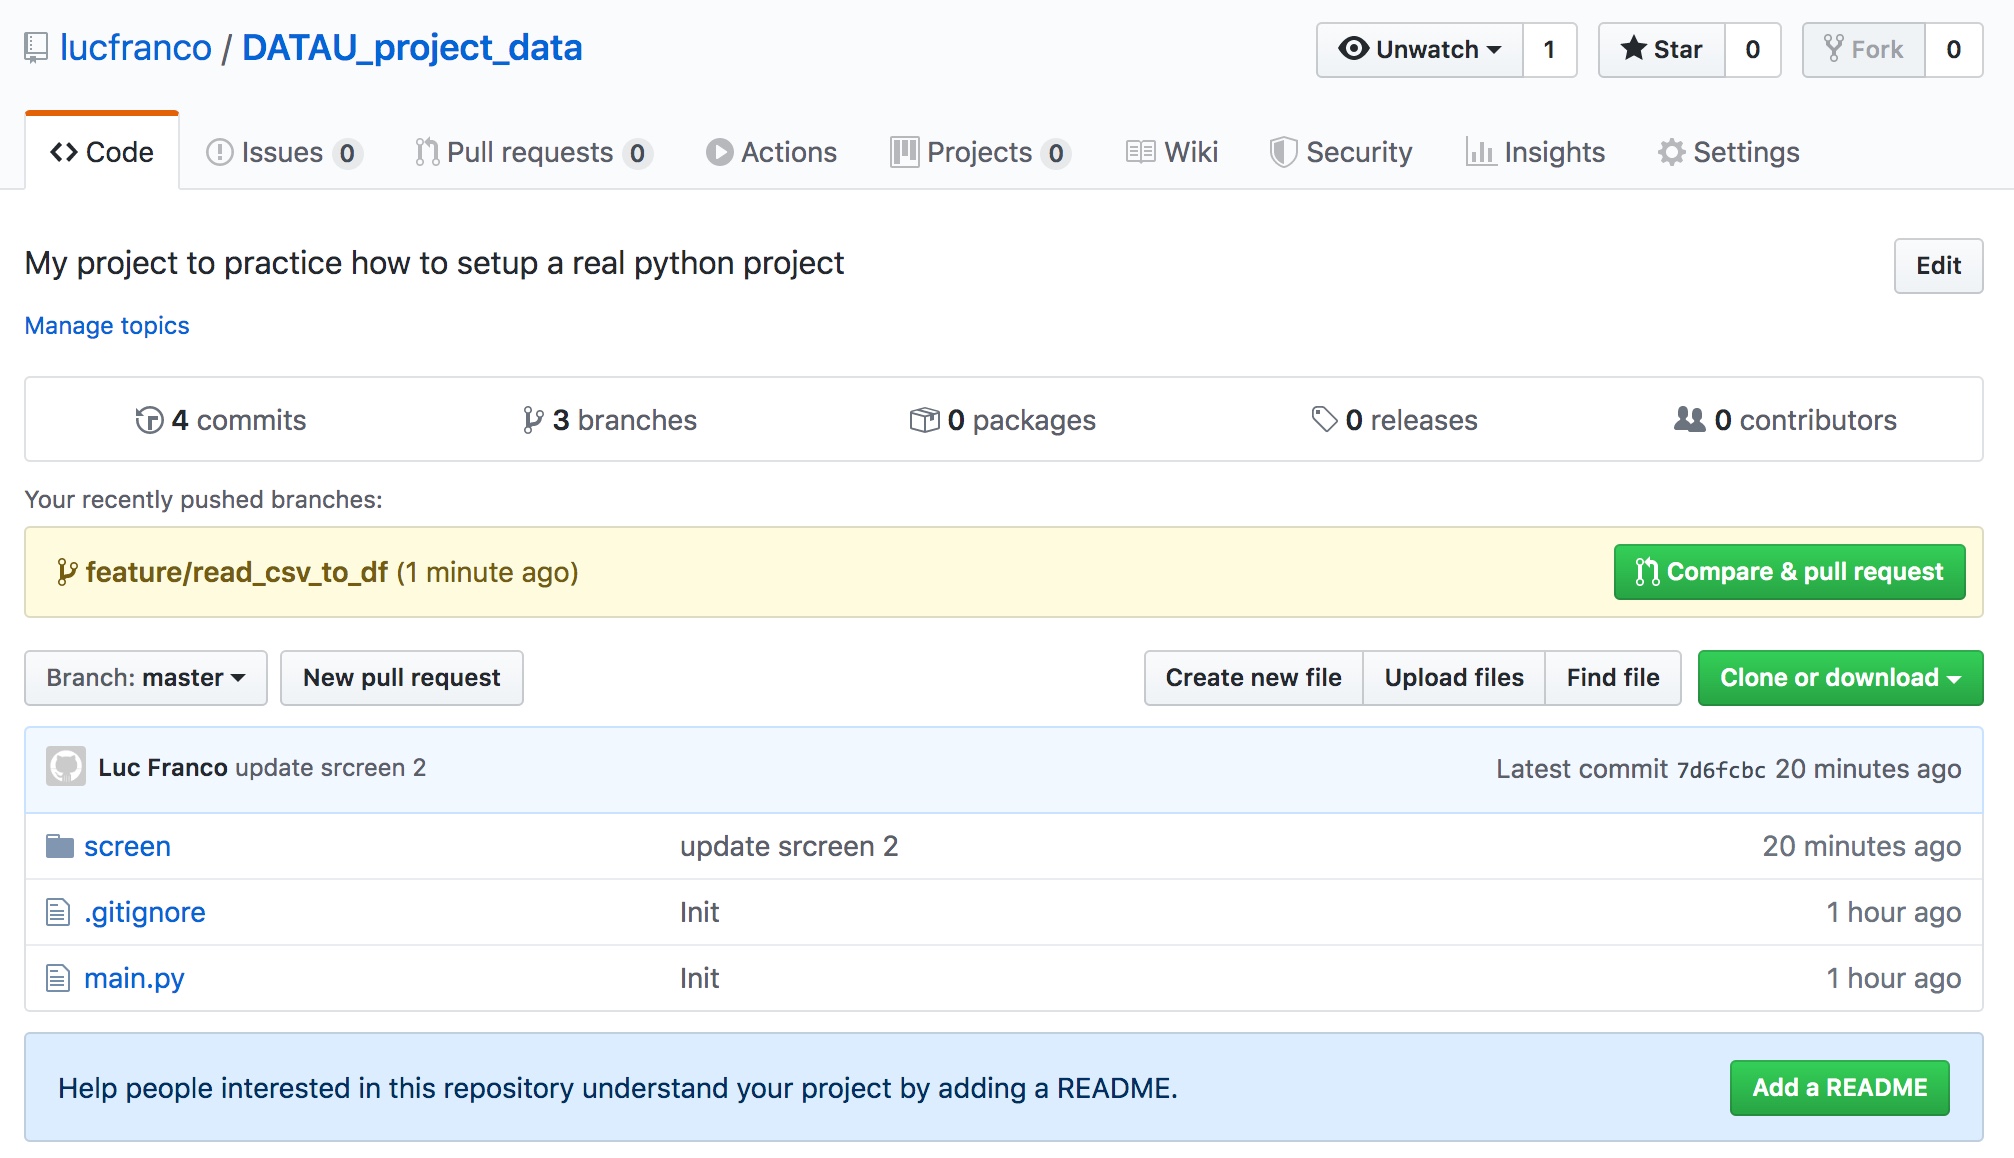 lucfranco / DATAU_project_data
Unwatch 1 Star 0 Fork 0
Code Issues 0 Pull requests 0 Actions Projects 0 Wiki Security Insights Settings
My project to practice how to setup a real python project
Edit
Manage topics
4 commits 3 branches 0 packages 0 releases 0 contributors
Your recently pushed branches:
feature/read_csv_to_df (1 minute ago) Compare & pull request
Branch: master New pull request Create new file Upload files Find file Clone or download
Luc Franco update srcreen 2 Latest commit 7d6fcbc 20 minutes ago
screen update srcreen 2 20 minutes ago
.gitignore Init 1 hour ago
main.py Init 1 hour ago
Help people interested in this repository understand your project by adding a README. Add a README